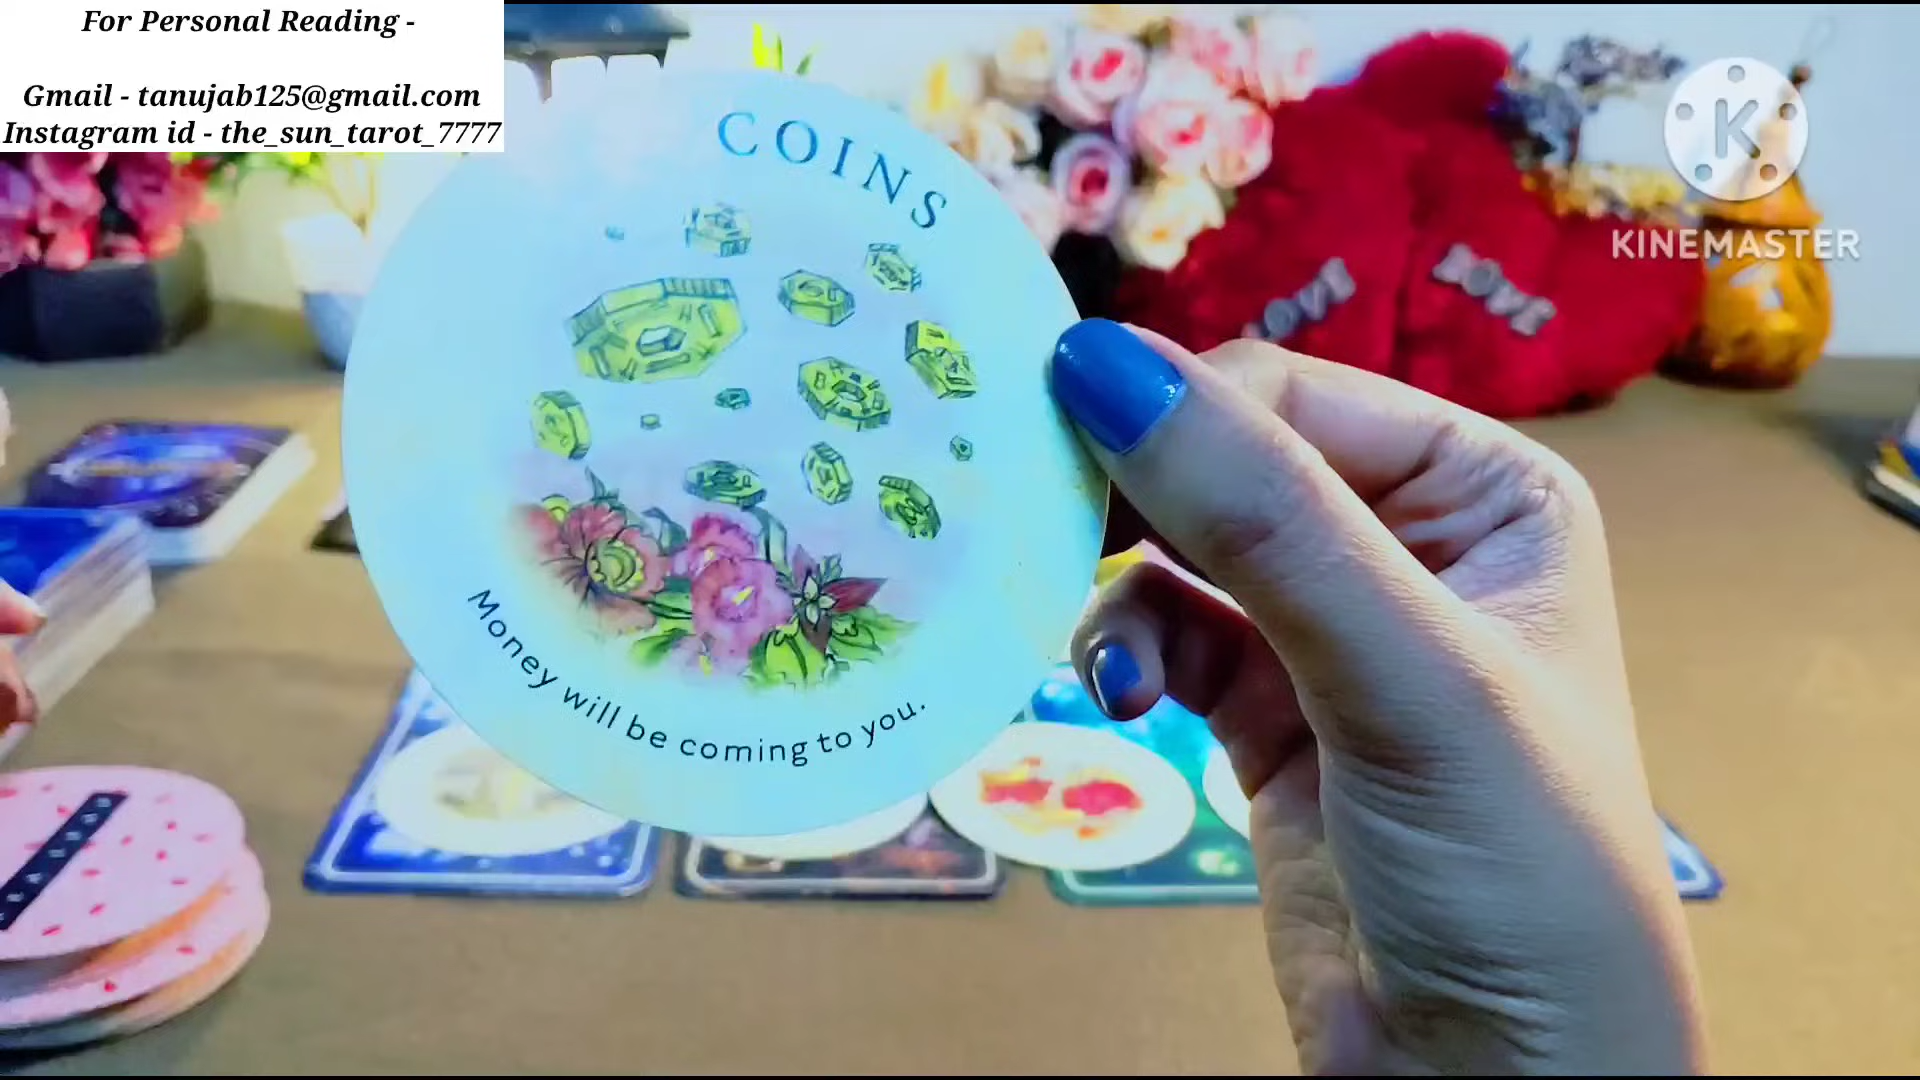 For Personal Reading -
Gmail - tanujab125@gmail.com
Instagram id - the_sun_tarot_7777
K
KINEMASTER
COINS
LOVE
LOVE
Money will be coming to you.